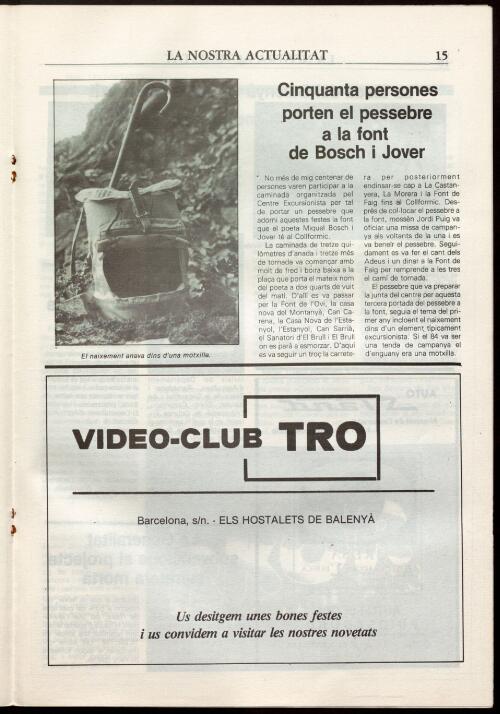 LA NOSTRA ACTUALITAT 15
El naixement anava dins d'una motxilla.
Cinquanta persones
porten el pessebre
a la font
de Bosch i Jover
No més de mig centenar de
persones varen participar a la
caminada organitzada pel
Centre Excursionista per tal
de portar un pessebre que
adorni aquestes festes la font
que el poeta Miquel Bosch i
Jover té al Collformic.
La caminada de tretze qui-
lòmetres d'anada i tretze més
de tornada va començar amb
molt de fred i boira baixa a la
plaça que porta el mateix nom
del poeta a dos quarts de vuit
del matí. D'allí es va passar
per la Font de l'Oví, la casa
nova del Montanyà, Can Ca-
rena, la Casa Nova de l'Esta-
nyol, l'Estanyol, Can Sarrià,
el Sanatori d'El Brull i El Brull
on es parà a esmorzar. D'aquí
es va seguir un troç la carrete-
ra per posteriorment
endinsar-se cap a La Castan-
yera, La Morera i la Font de
Faig fins al Collformic. Des-
prés de col·locar el pessebre a
la font, mossèn Jordi Puig va
oficiar una missa de campan-
ya als voltants de la una i es
va beneir el pessebre. Seguida-
ment es va fer el cant dels
Adeus i un dinar a la Font de
Faig per remprendre a les tres
el camí de tornada.
El pessebre que va preparar
la junta del centre per aquesta
tercera portada del pessebre a
la font, seguia el tema del pri-
mer any incloent el naixement
dins d'un element típicament
excursionista. Si el 84 va ser
una tenda de campanya el
d'enguany era una motxilla.
VIDEO-CLUB TRO
Barcelona, s/n. · ELS HOSTALETS DE BALENYÀ
Us desitgem unes bones festes
i us convidem a visitar les nostres novetats